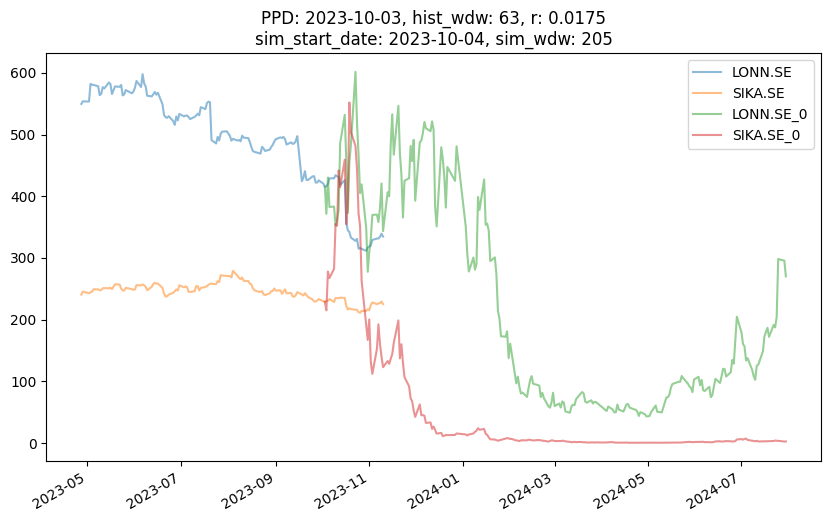 PPD: 2023-10-03, hist_wdw: 63, r: 0.0175
sim_start_date: 2023-10-04, sim_wdw: 205
LONN.SE
SIKA.SE
LONN.SE_0
SIKA.SE_0
600
500
400
300
200
100
0
2023-05
2023-07
2023-09
2023-11
2024-01
2024-03
2024-05
2024-07